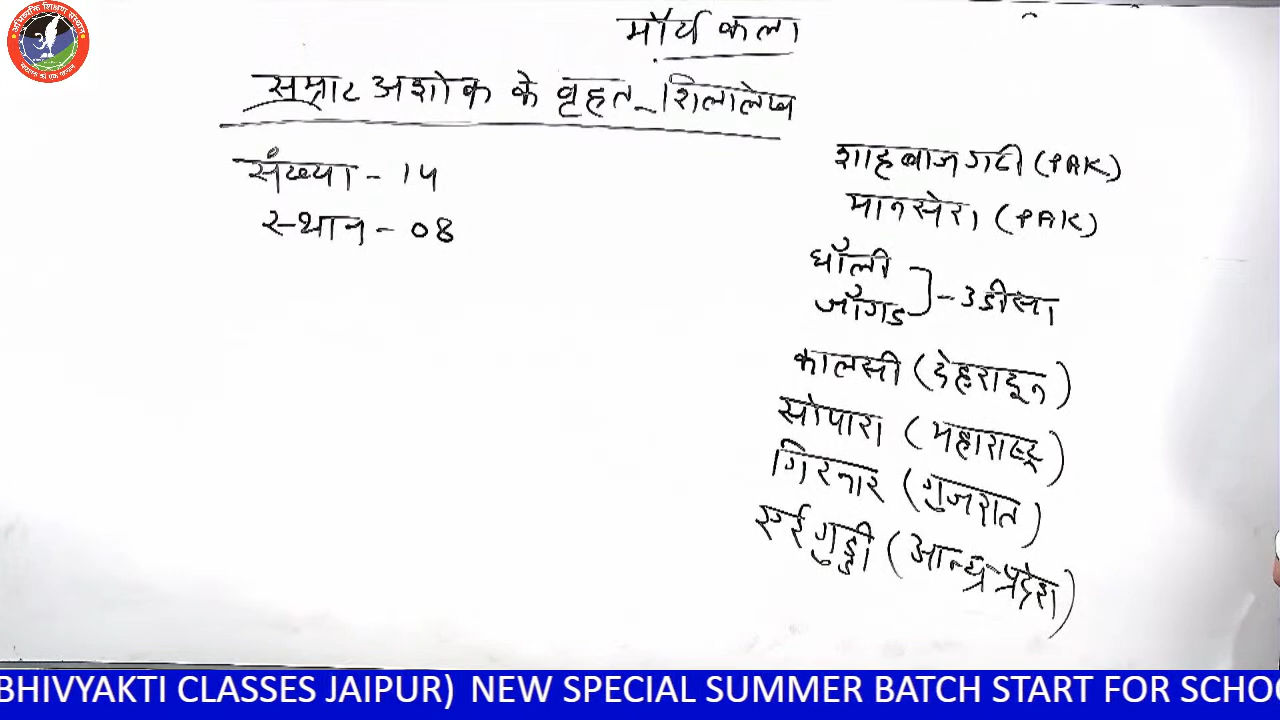 मौर्य कला
सम्राट अशोक के वृहत-शिलालेख
संख्या - 14
स्थान - 08
शाहबाजगढी (PAK)
मानसेरा (PAK)
धौली
जौगड
- उडीसा
कालसी (देहरादून)
सोपारा (महाराष्ट्र)
गिरनार (गुजरात)
एर्रगुड्डी (आन्ध्र-प्रदेश)
BHIVYAKTI CLASSES JAIPUR) NEW SPECIAL SUMMER BATCH START FOR SCHO